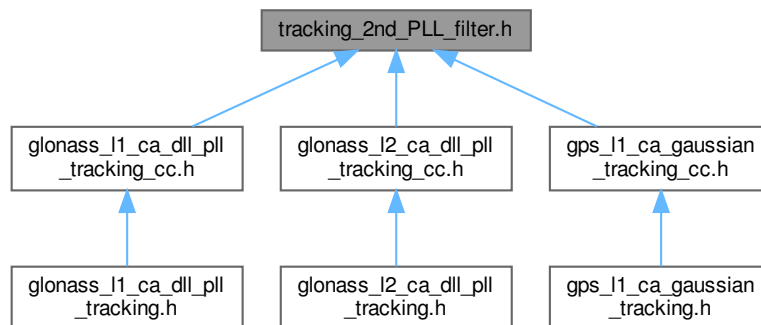 tracking_2nd_PLL_filter.h
glonass_l1_ca_dll_pll
_tracking_cc.h
glonass_l2_ca_dll_pll
_tracking_cc.h
gps_l1_ca_gaussian
_tracking_cc.h
glonass_l1_ca_dll_pll
_tracking.h
glonass_l2_ca_dll_pll
_tracking.h
gps_l1_ca_gaussian
_tracking.h